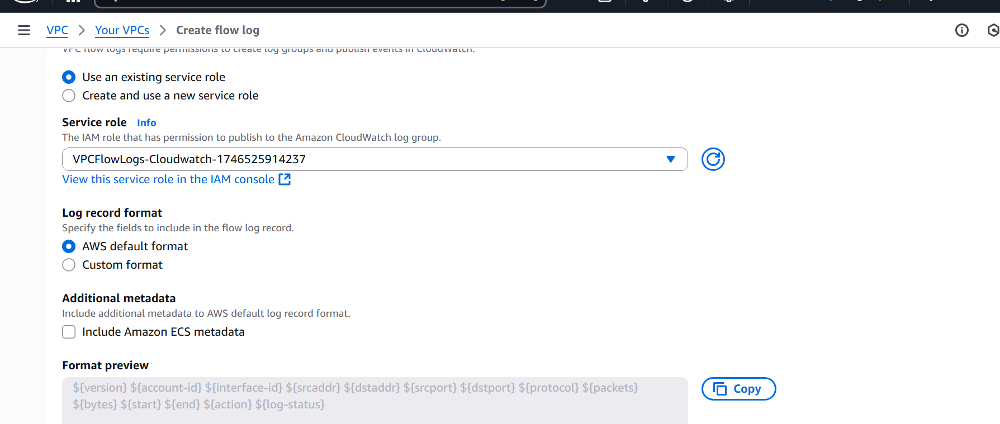 VPC > Your VPCs > Create flow log
VPC flow logs require permissions to create log groups and publish events in CloudWatch.
Use an existing service role
Create and use a new service role
Service role Info
The IAM role that has permission to publish to the Amazon CloudWatch log group.
VPCFlowLogs-Cloudwatch-1746525914237
View this service role in the IAM console
Log record format
Specify the fields to include in the flow log record.
AWS default format
Custom format
Additional metadata
Include additional metadata to AWS default log record format.
Include Amazon ECS metadata
Format preview
${version} ${account-id} ${interface-id} ${srcaddr} ${dstaddr} ${srcport} ${dstport} ${protocol} ${packets}
${bytes} ${start} ${end} ${action} ${log-status}
Copy